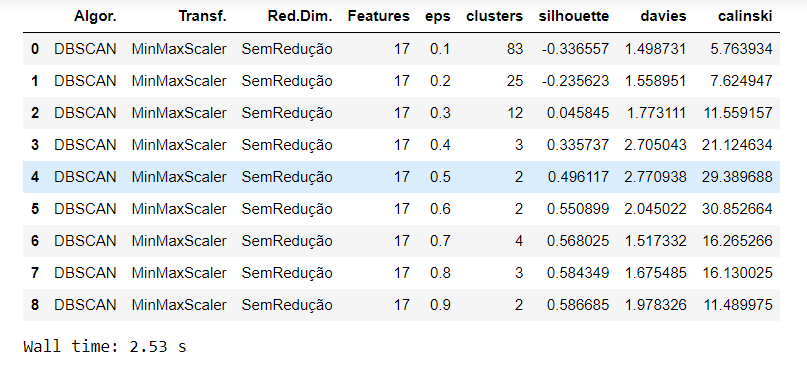 Algor. Transf. Red.Dim. Features eps clusters silhouette davies calinski
0 DBSCAN MinMaxScaler SemRedução 17 0.1 83 -0.336557 1.498731 5.763934
1 DBSCAN MinMaxScaler SemRedução 17 0.2 25 -0.235623 1.558951 7.624947
2 DBSCAN MinMaxScaler SemRedução 17 0.3 12 0.045845 1.773111 11.559157
3 DBSCAN MinMaxScaler SemRedução 17 0.4 3 0.335737 2.705043 21.124634
4 DBSCAN MinMaxScaler SemRedução 17 0.5 2 0.496117 2.770938 29.389688
5 DBSCAN MinMaxScaler SemRedução 17 0.6 2 0.550899 2.045022 30.852664
6 DBSCAN MinMaxScaler SemRedução 17 0.7 4 0.568025 1.517332 16.265266
7 DBSCAN MinMaxScaler SemRedução 17 0.8 3 0.584349 1.675485 16.130025
8 DBSCAN MinMaxScaler SemRedução 17 0.9 2 0.586685 1.978326 11.489975
Wall time: 2.53 s